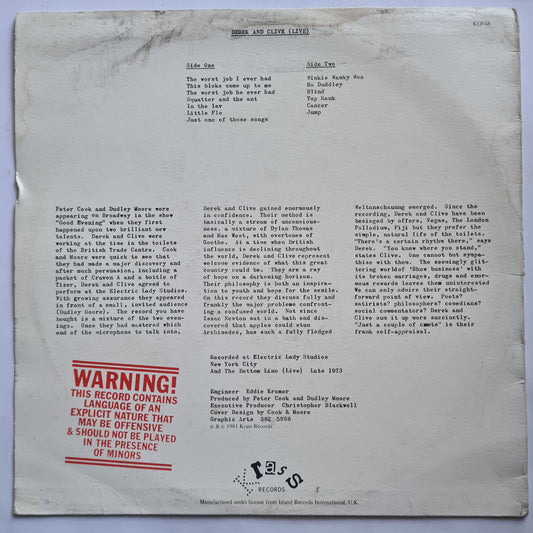 DEREK AND CLIVE (LIVE)
KLP-68
Side One
The worst job I ever had
This bloke came up to me
The worst job he ever had
Squatter and the ant
In the lav
Little Flo
Just one of those songs
Side Two
Winkie Wanky Woo
Bo Duddley
Blind
Top Rank
Cancer
Jump
Peter Cook and Dudley Moore were
appearing on Broadway in the show
"Good Evening" when they first
happened upon two brilliant new
talents. Derek and Clive were
working at the time in the toilets
of the British Trade Centre. Cook
and Moore were quick to see that
they had made a major discovery and
after much persuasion, including a
packet of Craven A and a bottle of
Tizer, Derek and Clive agreed to
perform at the Electric Lady Studios.
With growing assurance they appeared
in front of a small, invited audience
(Dudley Moore). The record you have
bought is a mixture of the two even-
ings. Once they had mastered which
end of the microphone to talk into,
Derek and Clive gained enormously
in confidence. Their method is
basically a stream of unconsious-
ness, a mixture of Dylan Thomas
and Kant West, with overtones of
Goethe. At a time when British
influence is declining throughout
the world, Derek and Clive represent
welcome evidence of what this great
country could be. They are a ray
of hope on a darkening horizon.
Their philosophy is both an inspira-
tion to youth and hope for the senile.
On this record they discuss fully and
frankly the major problems confront-
ing a confused world. Not since
Isaac Newton sat in a bath and dis-
covered that apples could stun
Archimedes, has such a fully fledged
Weltanschauung emerged. Since the
recording, Derek and Clive have been
besieged by offers, Vegas, The London
Palladium, Fiji but they prefer the
simple, natural life of the toilets.
"There's a certain rhythm there," says
Derek. "You know where you stand,"
states Clive. One cannot but sympa-
thise with them. The seemingly glit-
tering world of 'Show business' with
its broken marriages, drugs and enor-
mous rewards leaves them uninterested
We can only admire their straight-
forward point of view. Poets?
satirists? philosophers? comedians?
social commentators? Derek and
Clive sum it up more succinctly.
"Just a couple of cunts" is their
frank self-appraisal.
Recorded at Electric Lady Studios
New York City
And The Bottom Line (Live) Late 1973
Engineer Eddie Kramer
Produced by Peter Cook and Dudley Moore
Executive Producer Christopher Blackwell
Cover Design by Cook & Moore
Graphic Arts 382 5908
℗ & © 1981 Krass Records
WARNING!
THIS RECORD CONTAINS
LANGUAGE OF AN
EXPLICIT NATURE THAT
MAY BE OFFENSIVE
& SHOULD NOT BE PLAYED
IN THE PRESENCE
OF MINORS
Krass
RECORDS
Manufactured under license from Island Records International, U.K.